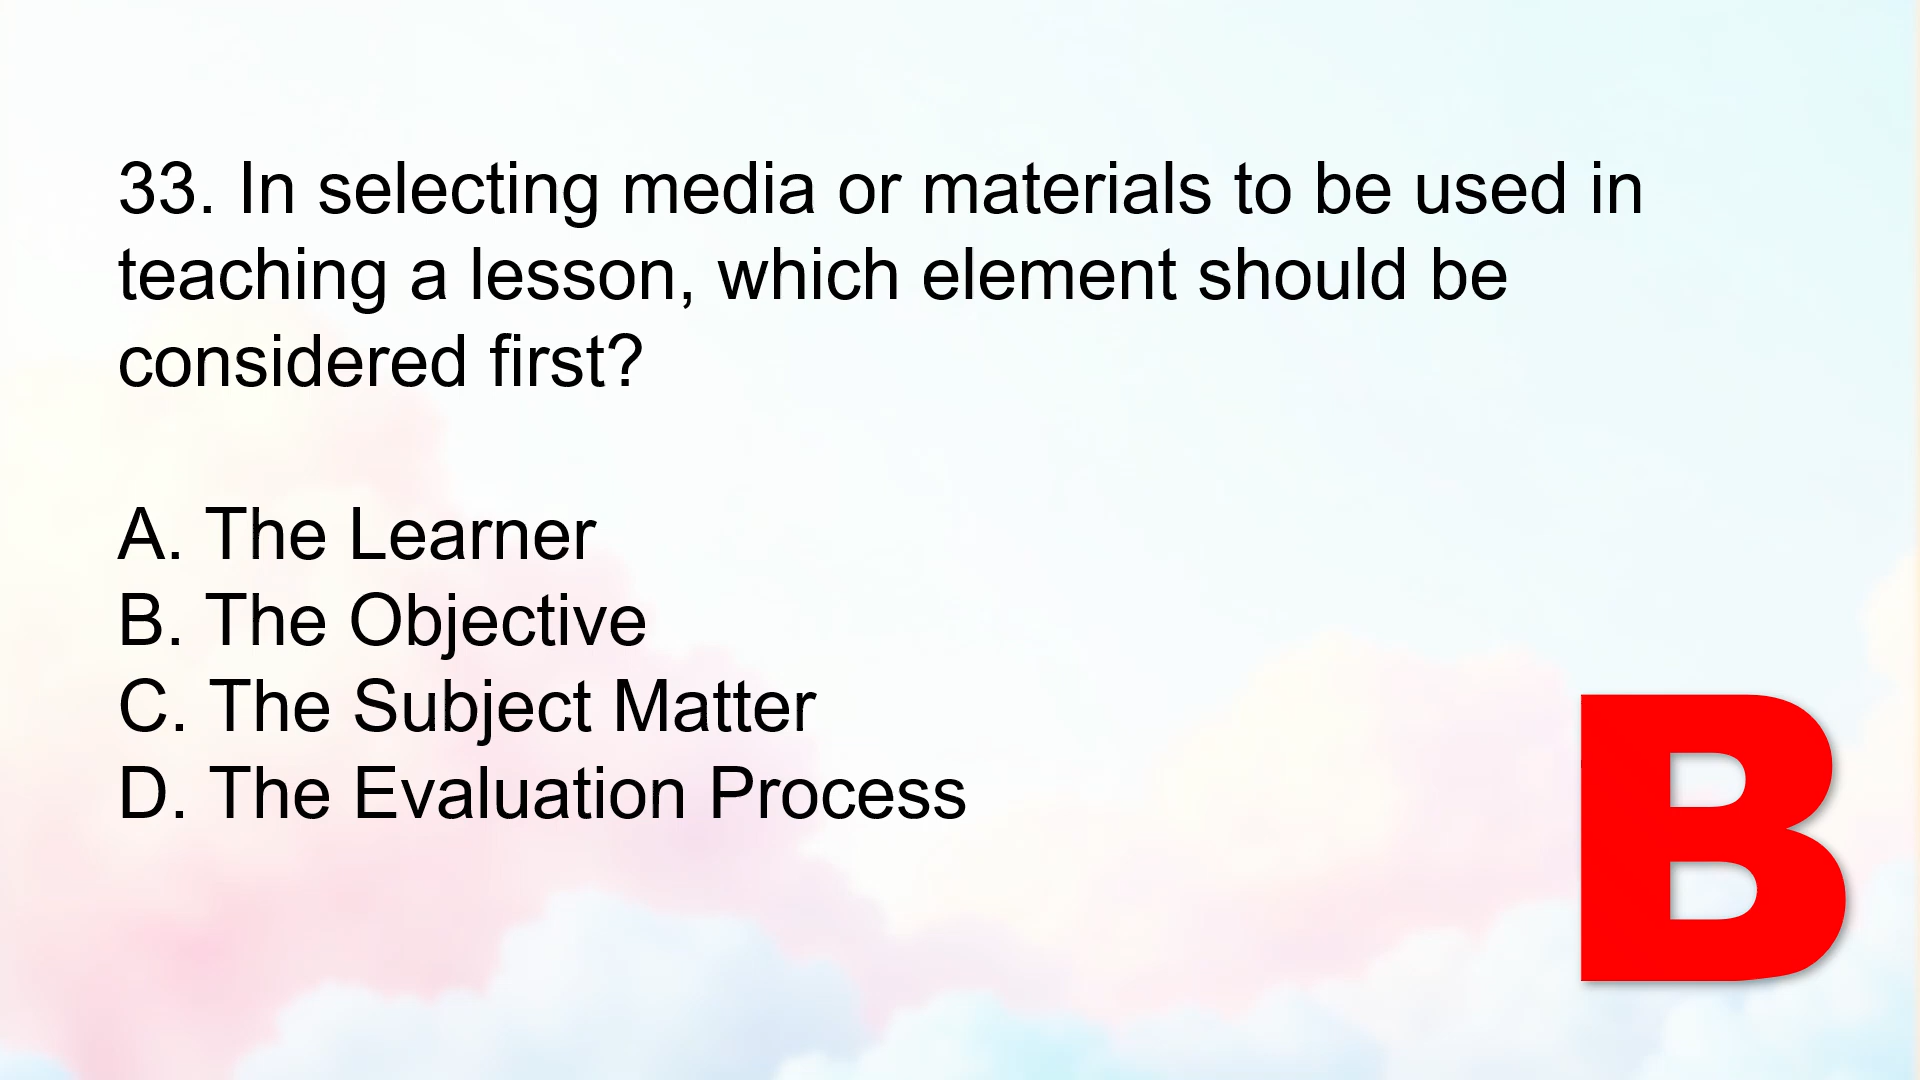 33. In selecting media or materials to be used in
teaching a lesson, which element should be
considered first?
A. The Learner
B. The Objective
C. The Subject Matter
D. The Evaluation Process
B